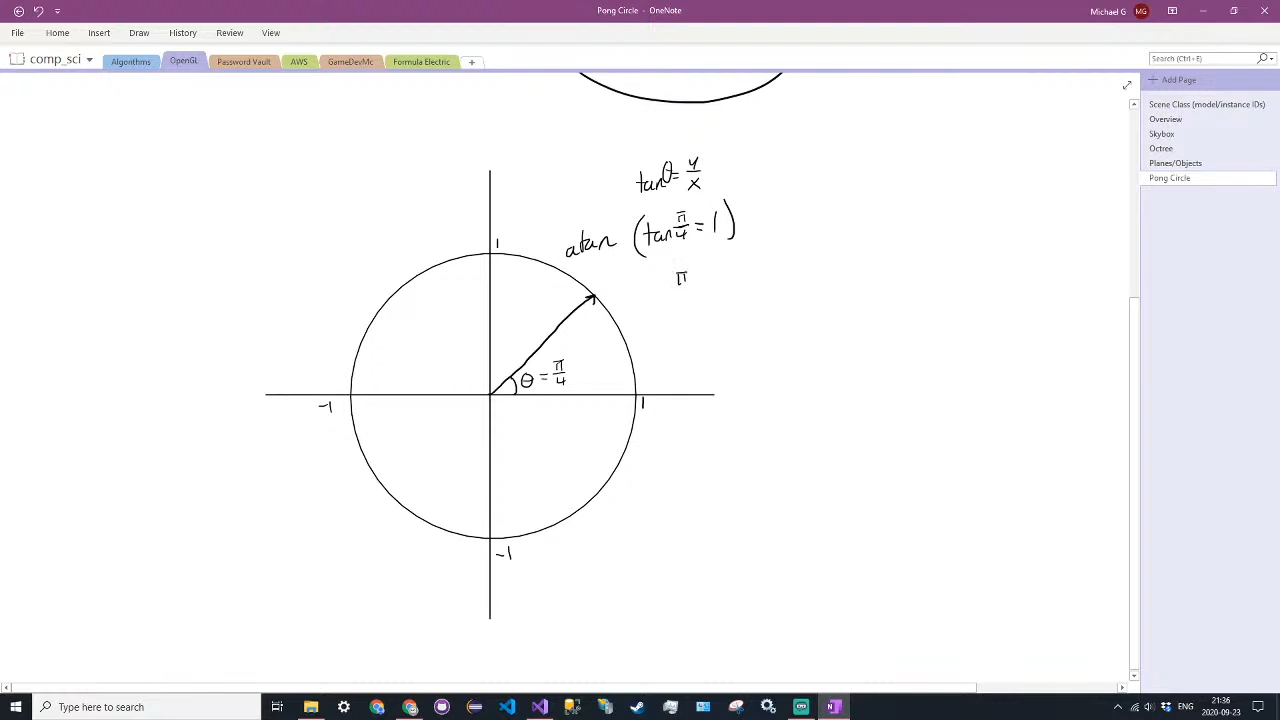 Pong Circle - OneNote
Michael G
MG
File Home Insert Draw History Review View
comp_sci
Algorithms OpenGL Password Vault AWS GameDevMc Formula Electric +
Search (Ctrl+E)
Add Page
Scene Class (model/instance IDs)
Overview
Skybox
Octree
Planes/Objects
Pong Circle
tanθ = y/x
atan (tan π/4 = 1)
π
1
θ = π/4
-1
1
-1
Type here to search
21:36
2020-09-23